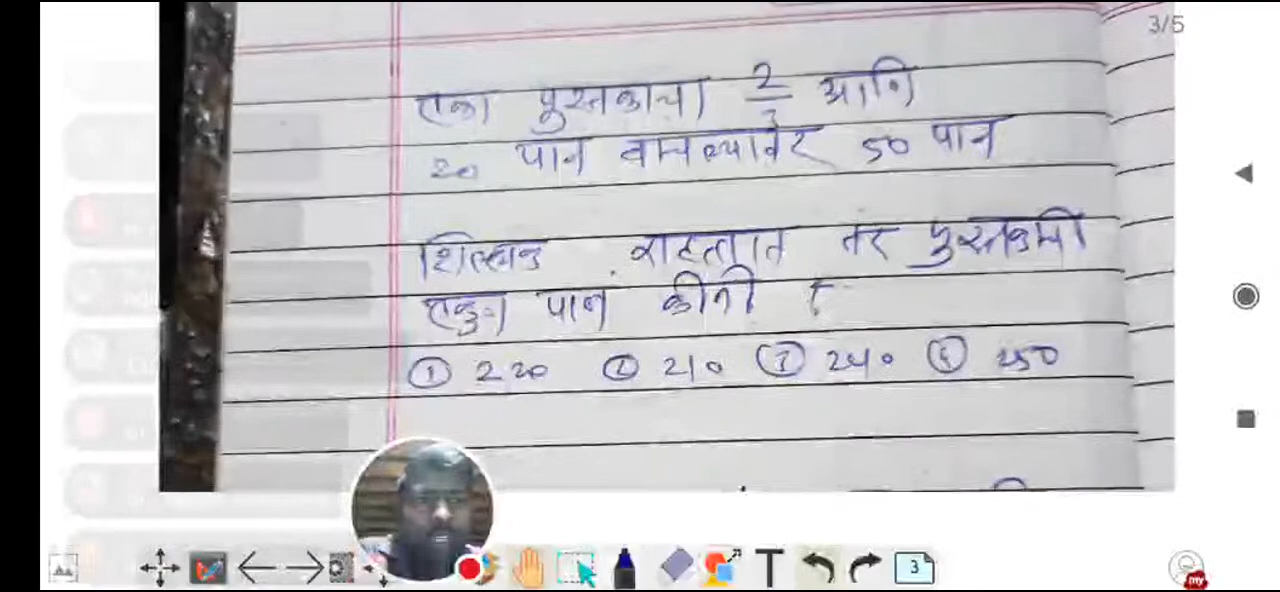 3/5
एका पुस्तकाचा 2/3 आणि
20 पान वाचल्यावर 50 पान
शिल्लक राहतात तर पुस्तकाची
एकुन पान कीती ?
① 220 ② 210 ③ 240 ④ 250
T
3
my